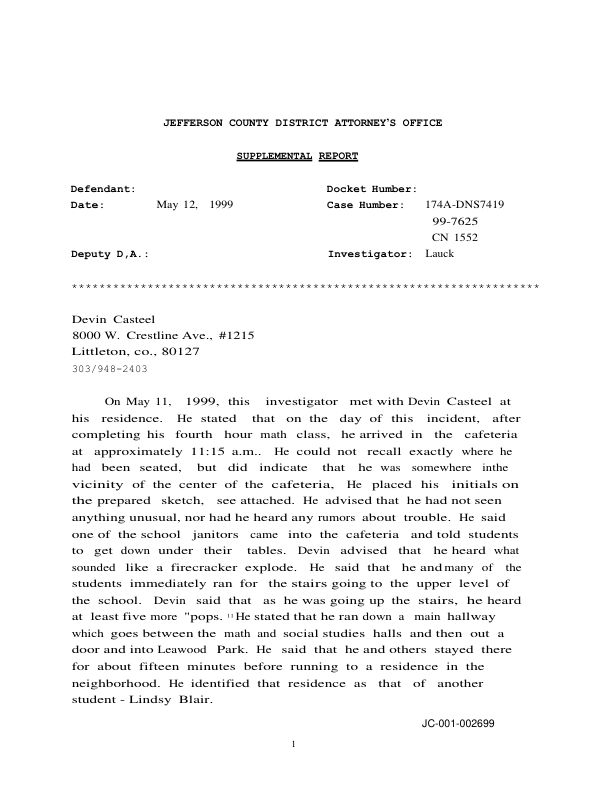 JEFFERSON COUNTY DISTRICT ATTORNEY'S OFFICE
SUPPLEMENTAL REPORT
Defendant: Docket Humber:
Date: May 12, 1999 Case Humber: 174A-DNS7419
99-7625
CN 1552
Deputy D,A.: Investigator: Lauck
********************************************************************
Devin Casteel
8000 W. Crestline Ave., #1215
Littleton, co., 80127
303/948-2403
On May 11, 1999, this investigator met with Devin Casteel at
his residence. He stated that on the day of this incident, after
completing his fourth hour math class, he arrived in the cafeteria
at approximately 11:15 a.m.. He could not recall exactly where he
had been seated, but did indicate that he was somewhere inthe
vicinity of the center of the cafeteria, He placed his initials on
the prepared sketch, see attached. He advised that he had not seen
anything unusual, nor had he heard any rumors about trouble. He said
one of the school janitors came into the cafeteria and told students
to get down under their tables. Devin advised that he heard what
sounded like a firecracker explode. He said that he and many of the
students immediately ran for the stairs going to the upper level of
the school. Devin said that as he was going up the stairs, he heard
at least five more "pops. 11 He stated that he ran down a main hallway
which goes between the math and social studies halls and then out a
door and into Leawood Park. He said that he and others stayed there
for about fifteen minutes before running to a residence in the
neighborhood. He identified that residence as that of another
student - Lindsy Blair.
JC-001-002699
1